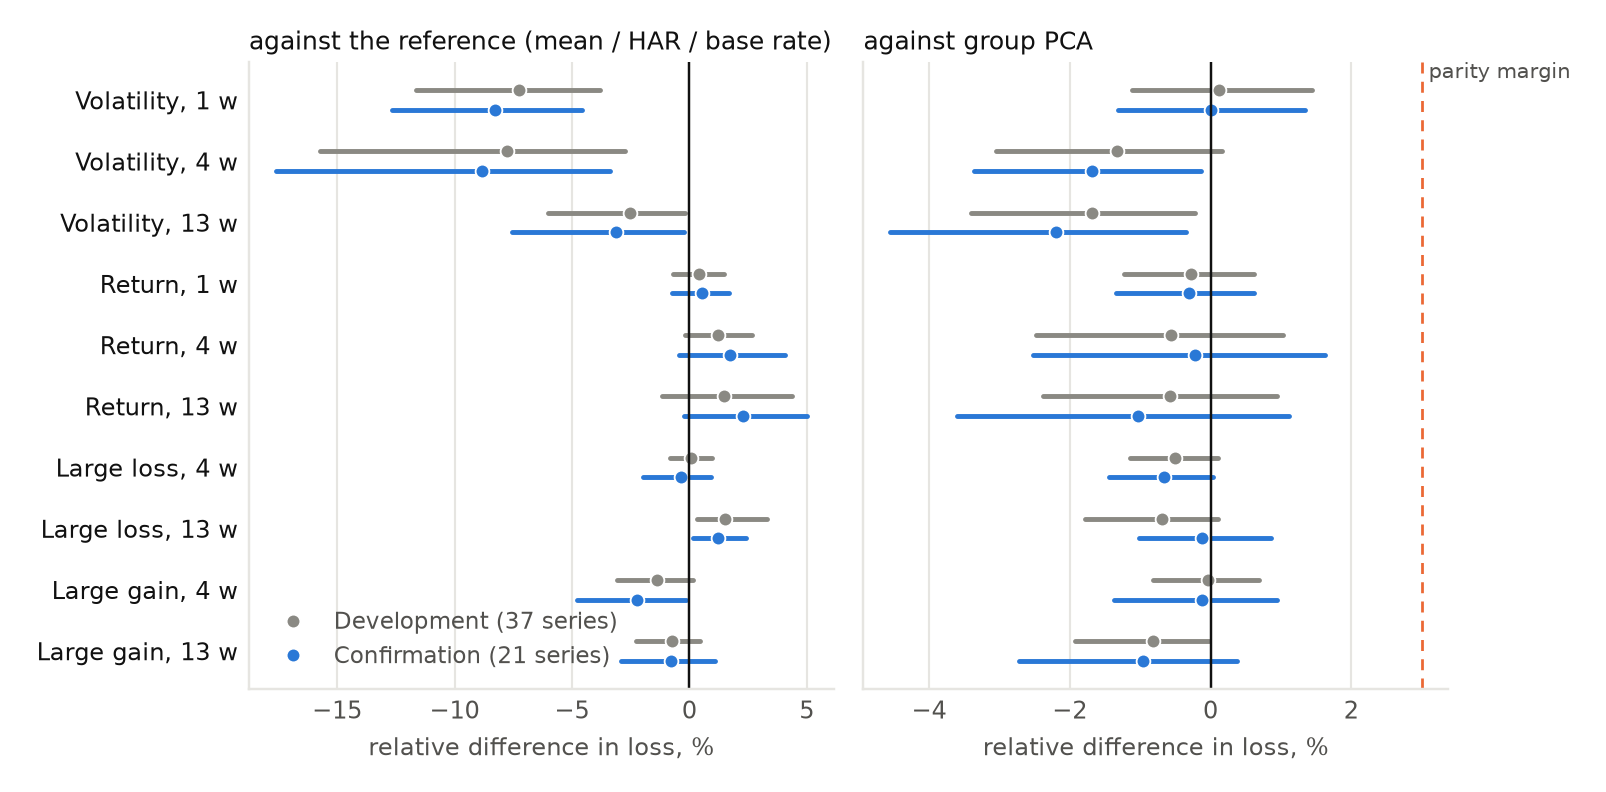 against the reference (mean / HAR / base rate)
against group PCA
parity margin
Volatility, 1 w
Volatility, 4 w
Volatility, 13 w
Return, 1 w
Return, 4 w
Return, 13 w
Large loss, 4 w
Large loss, 13 w
Large gain, 4 w
Large gain, 13 w
Development (37 series)
Confirmation (21 series)
−15 −10 −5 0 5
−4 −2 0 2
relative difference in loss, %
relative difference in loss, %